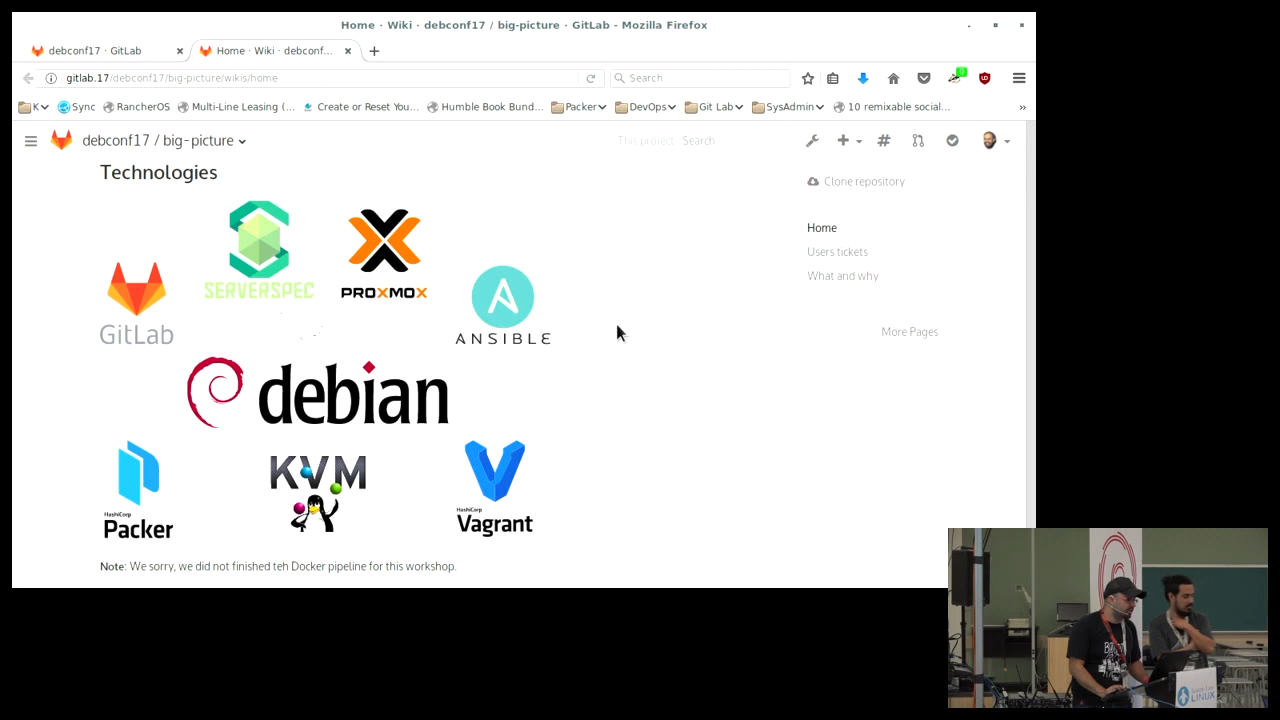 Home · Wiki · debconf17 / big-picture · GitLab - Mozilla Firefox
debconf17 · GitLab
Home · Wiki · debconf...
gitlab.17/debconf17/big-picture/wikis/home
Search
K
Sync
RancherOS
Multi-Line Leasing (...
Create or Reset You...
Humble Book Bund...
Packer
DevOps
Git Lab
SysAdmin
10 remixable social...
debconf17 / big-picture
This project
Search
Technologies
Clone repository
Home
Users tickets
What and why
More Pages
SERVERSPEC
PROXMOX
GitLab
ANSIBLE
debian
KVM
HashiCorp
Packer
HashiCorp
Vagrant
Note: We sorry, we did not finished teh Docker pipeline for this workshop.
LINUX